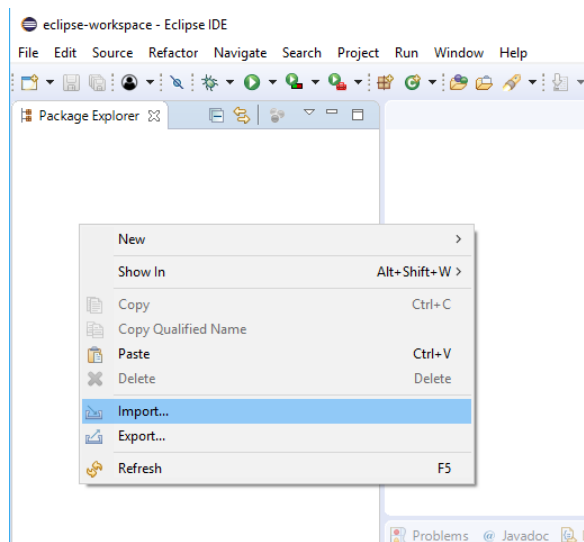 eclipse-workspace - Eclipse IDE
File Edit Source Refactor Navigate Search Project Run Window Help
Package Explorer
New
Show In Alt+Shift+W
Copy Ctrl+C
Copy Qualified Name
Paste Ctrl+V
Delete Delete
Import...
Export...
Refresh F5
Problems @ Javadoc